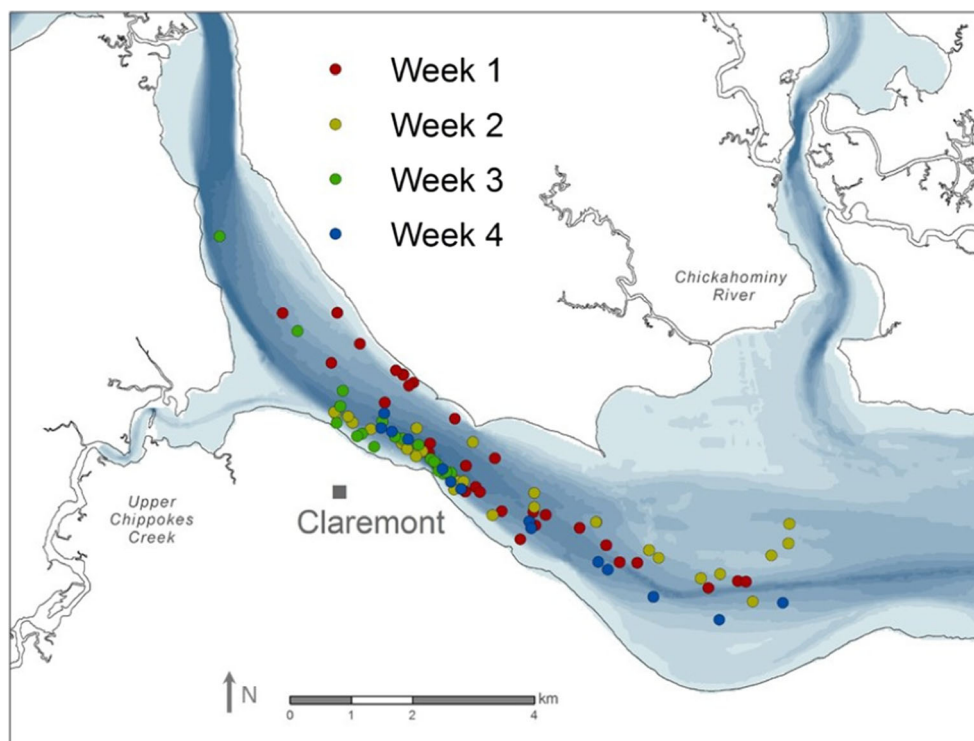 Week 1
Week 2
Week 3
Week 4
Chickahominy
River
Upper
Chippokes
Creek
Claremont
N
km
0 1 2 4